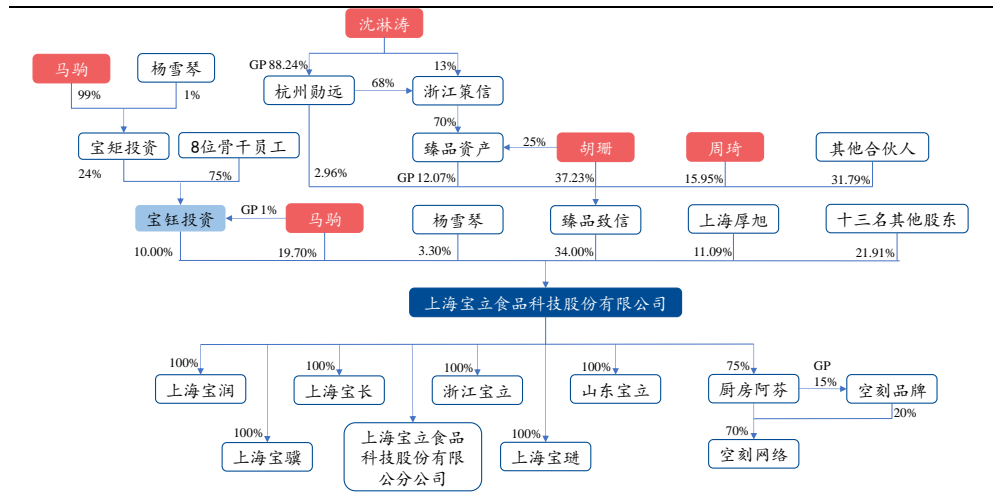 沈淋涛
马驹
杨雪琴
GP 88.24%
13%
99%
1%
杭州勋远
68%
浙江策信
70%
宝矩投资
8位骨干员工
臻品资产
25%
胡珊
周琦
其他合伙人
24%
75%
2.96%
GP 12.07%
37.23%
15.95%
31.79%
宝钰投资
GP 1%
马驹
杨雪琴
臻品致信
上海厚旭
十三名其他股东
10.00%
19.70%
3.30%
34.00%
11.09%
21.91%
上海宝立食品科技股份有限公司
100%
100%
100%
100%
75%
GP
15%
上海宝润
上海宝长
浙江宝立
山东宝立
厨房阿芬
空刻品牌
20%
100%
100%
70%
上海宝骥
上海宝立食品
科技股份有限
公分公司
上海宝琎
空刻网络